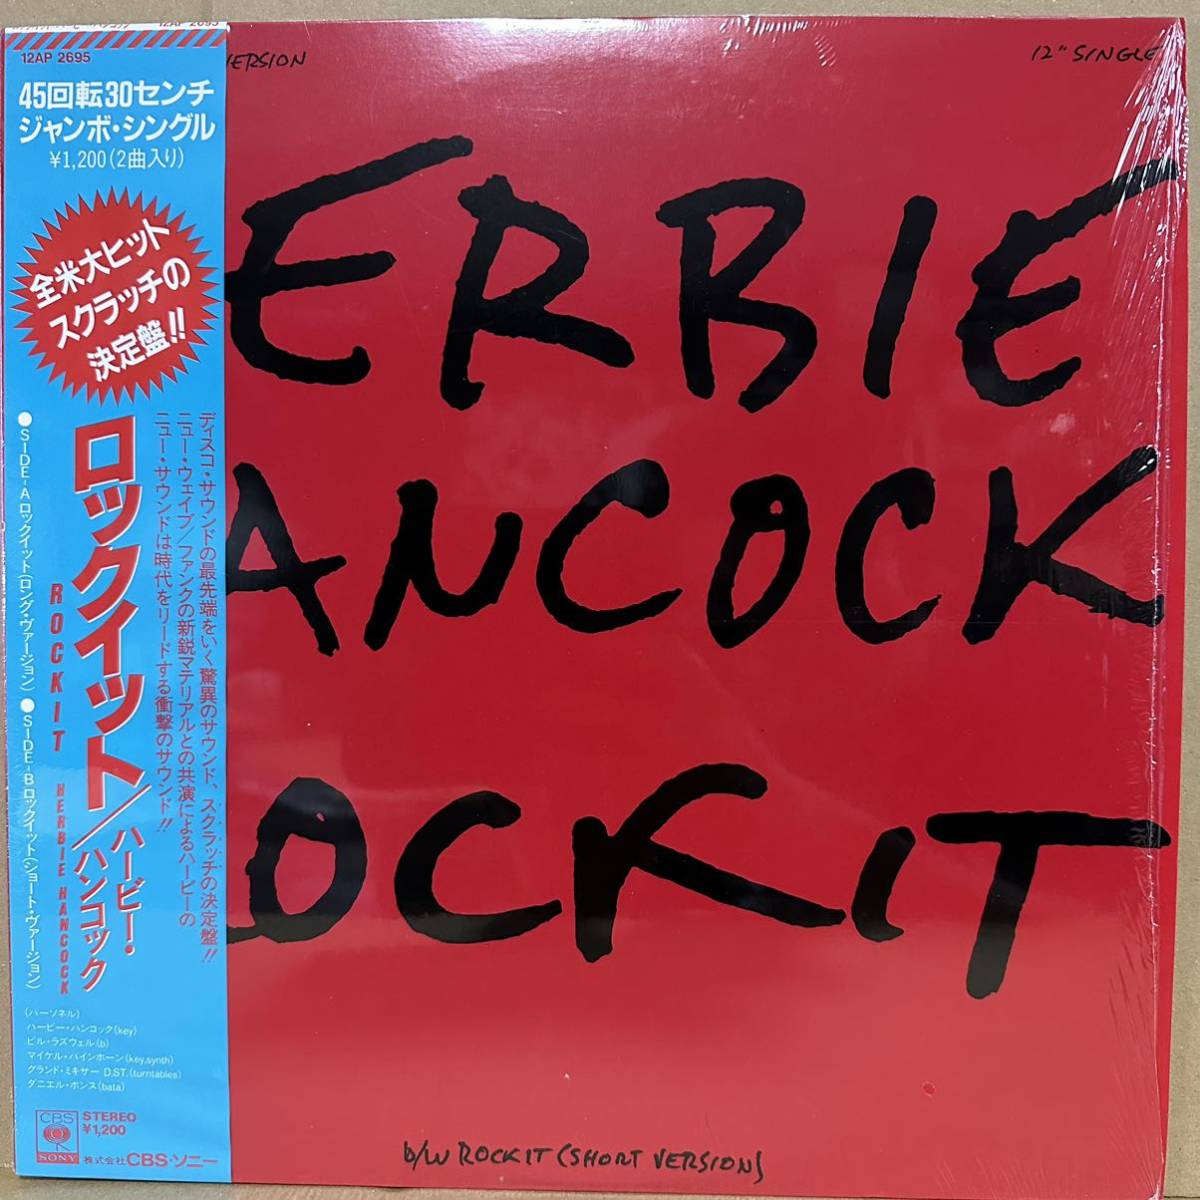 12AP 2695
45回転30センチ
ジャンボ・シングル
¥1,200(2曲入り)
全米大ヒット
スクラッチの
決定盤!!
ディスコ・サウンドの最先端をいく驚異のサウンド、スクラッチの決定盤!!
ニュー・ウェイブ/ファンクの新鋭マテリアルとの共演によるハービーの
ニュー・サウンドは時代をリードする衝撃のサウンド!!
ロックイット/ハービー・
ハンコック
ROCKIT HERBIE HANCOCK
●SIDE-Aロックイット(ロング・ヴァージョン) ●SIDE-Bロックイット(ショート・ヴァージョン)
(パーソネル)
ハービー・ハンコック(key)
ビル・ラズウェル(b)
マイケル・バインホーン(key,synth)
グランド・ミキサー D.ST.(turntables)
ダニエル・ポンス(bata)
CBS
SONY
STEREO
¥1,200
株式会社CBS・ソニー
VERSION
12" SINGLE
ERBIE
ANCOCK
OCKIT
b/w ROCKIT (SHORT VERSION)